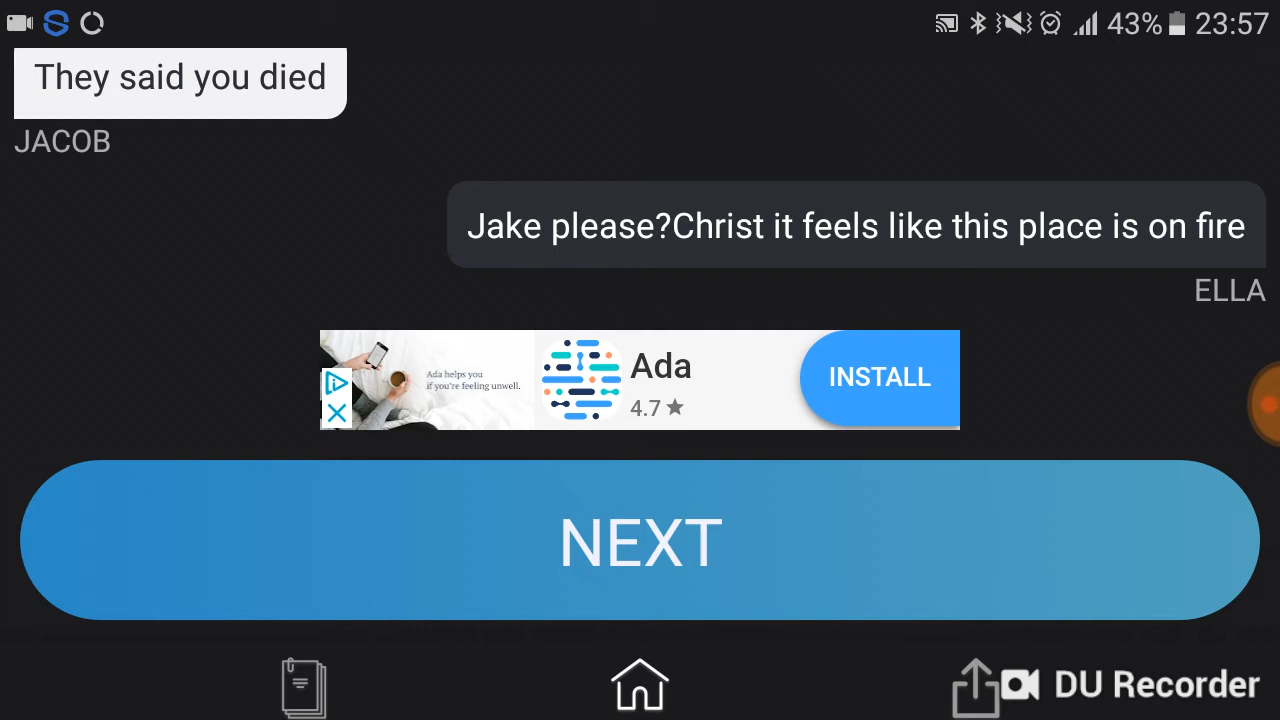 43% 23:57
They said you died
JACOB
Jake please?Christ it feels like this place is on fire
ELLA
Ada helps you
if you're feeling unwell.
Ada
4.7
INSTALL
NEXT
DU Recorder